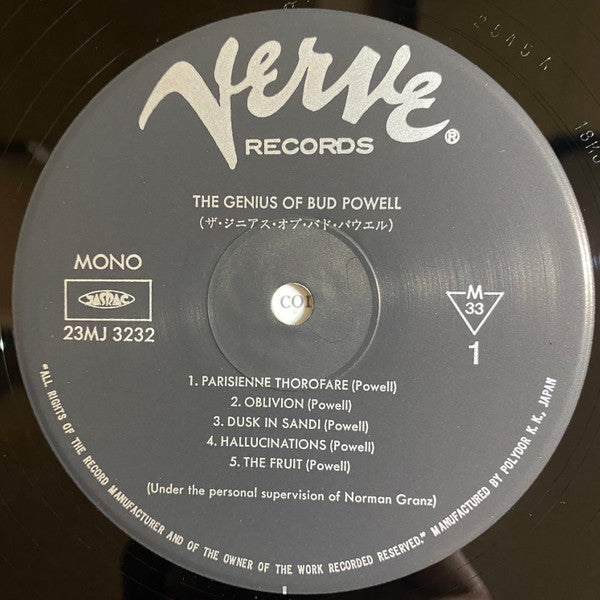 2545A
18H3
Verve
RECORDS
®
THE GENIUS OF BUD POWELL
(ザ・ジニアス・オブ・バド・パウエル)
MONO
JASRAC
23MJ 3232
M
33
1
COI
1. PARISIENNE THOROFARE (Powell)
2. OBLIVION (Powell)
3. DUSK IN SANDI (Powell)
4. HALLUCINATIONS (Powell)
5. THE FRUIT (Powell)
(Under the personal supervision of Norman Granz)
"ALL RIGHTS OF THE RECORD MANUFACTURER AND OF THE OWNER OF THE WORK RECORDED RESERVED." MANUFACTURED BY POLYDOR K. K., JAPAN